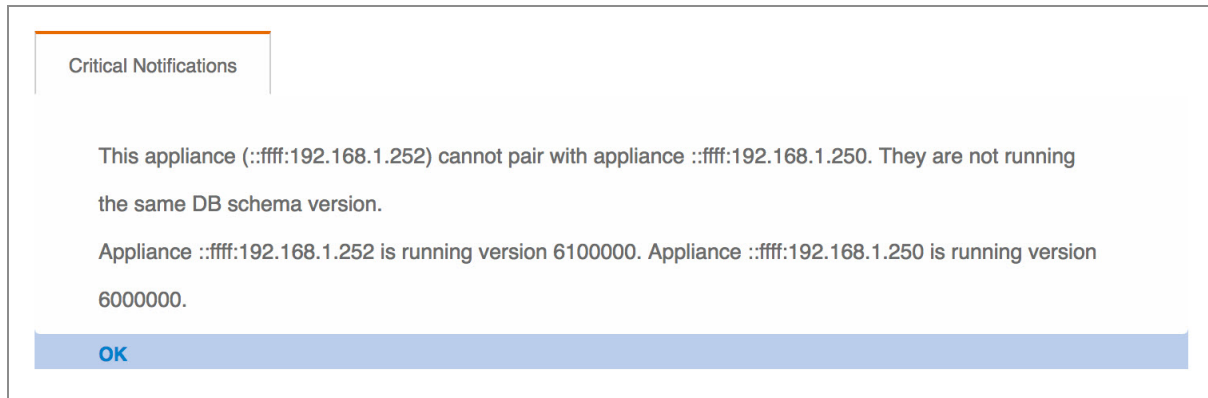 Critical Notifications
This appliance (::ffff:192.168.1.252) cannot pair with appliance ::ffff:192.168.1.250. They are not running
the same DB schema version.
Appliance ::ffff:192.168.1.252 is running version 6100000. Appliance ::ffff:192.168.1.250 is running version
6000000.
OK